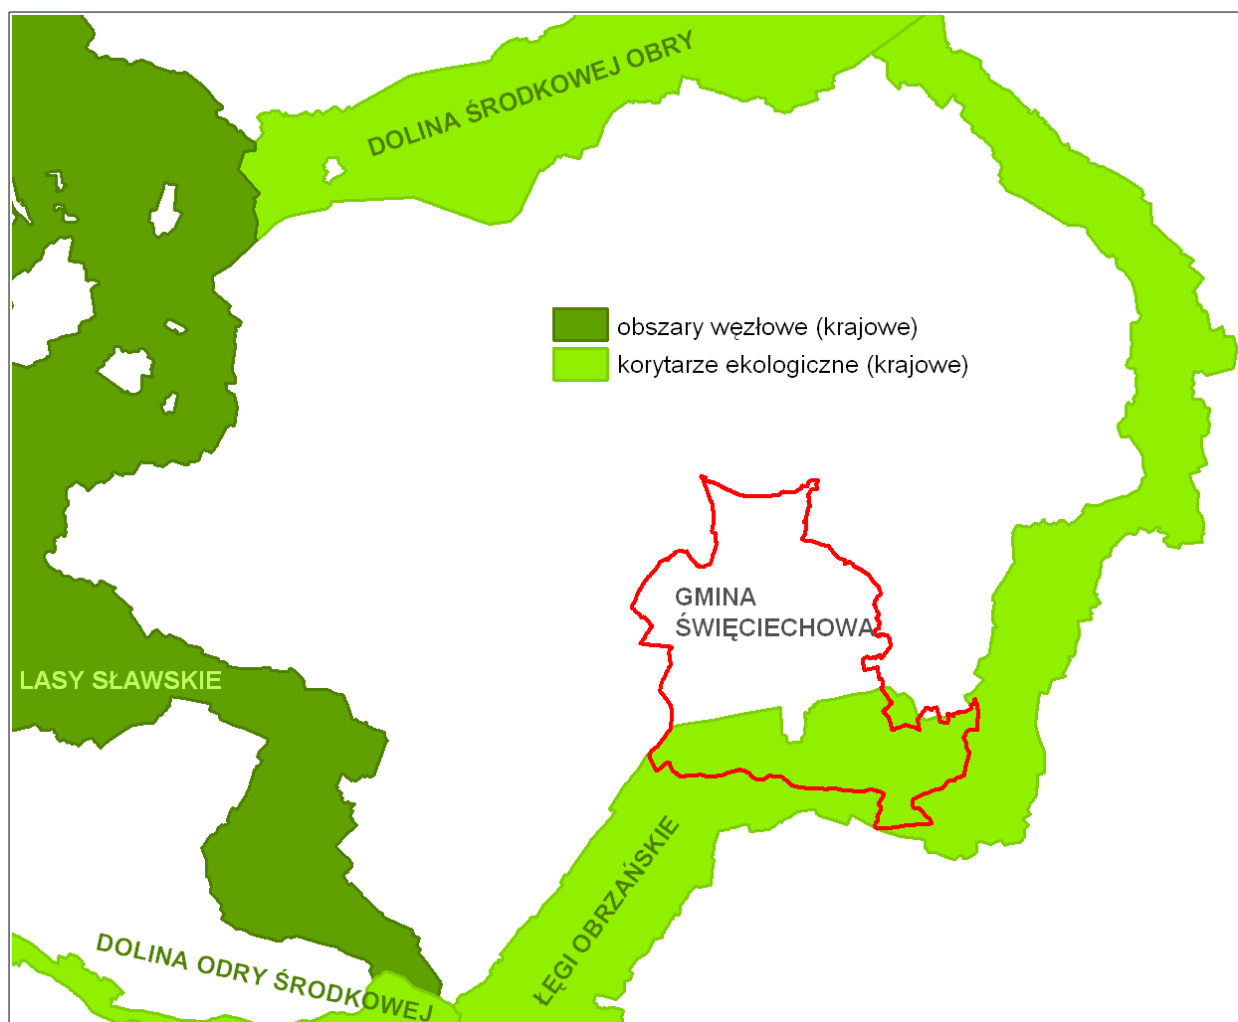 DOLINA ŚRODKOWEJ OBRY
obszary węzłowe (krajowe)
korytarze ekologiczne (krajowe)
GMINA
ŚWIĘCIECHOWA
LASY SŁAWSKIE
ŁĘGI OBRZAŃSKIE
DOLINA ODRY ŚRODKOWEJ